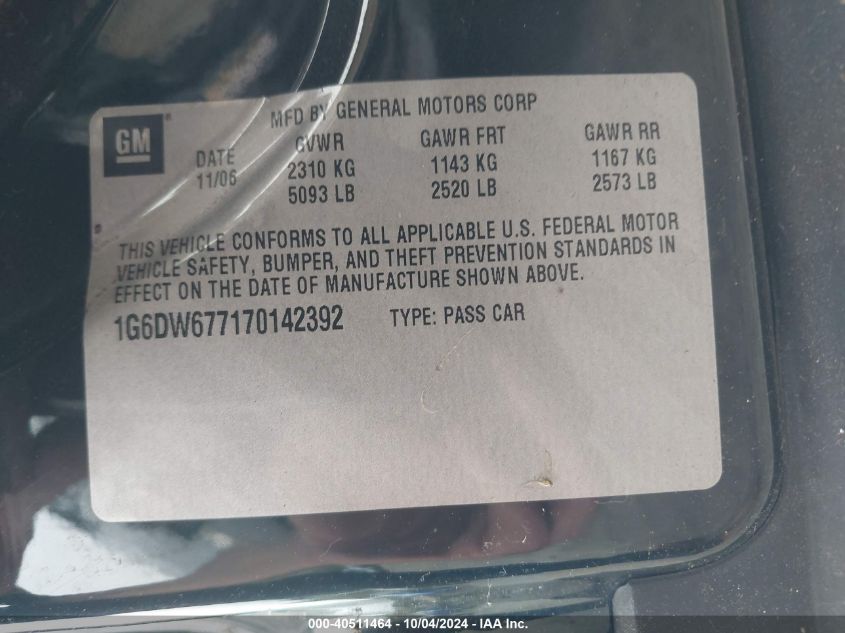 MFD BY GENERAL MOTORS CORP
GM
DATE GVWR GAWR FRT GAWR RR
11/06 2310 KG 1143 KG 1167 KG
5093 LB 2520 LB 2573 LB
THIS VEHICLE CONFORMS TO ALL APPLICABLE U.S. FEDERAL MOTOR
VEHICLE SAFETY, BUMPER, AND THEFT PREVENTION STANDARDS IN
EFFECT ON THE DATE OF MANUFACTURE SHOWN ABOVE.
1G6DW677170142392 TYPE: PASS CAR
000-40511464 - 10/04/2024 - IAA Inc.